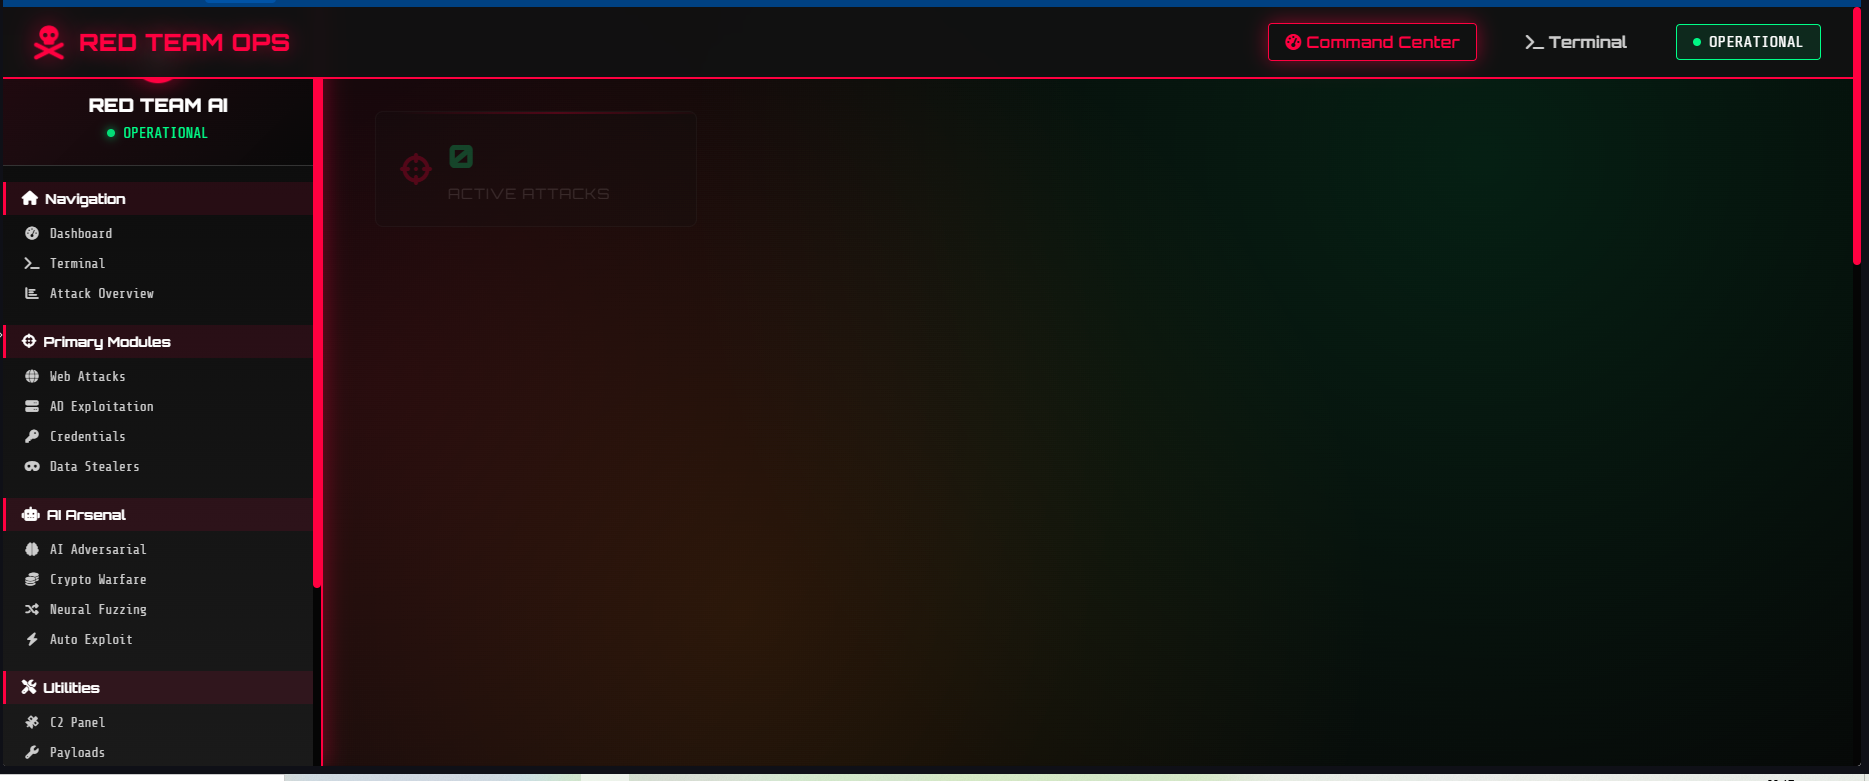 RED TEAM OPS
Command Center
Terminal
OPERATIONAL
RED TEAM AI
OPERATIONAL
Navigation
Dashboard
Terminal
Attack Overview
Primary Modules
Web Attacks
AD Exploitation
Credentials
Data Stealers
AI Arsenal
AI Adversarial
Crypto Warfare
Neural Fuzzing
Auto Exploit
Utilities
C2 Panel
Payloads
0
ACTIVE ATTACKS